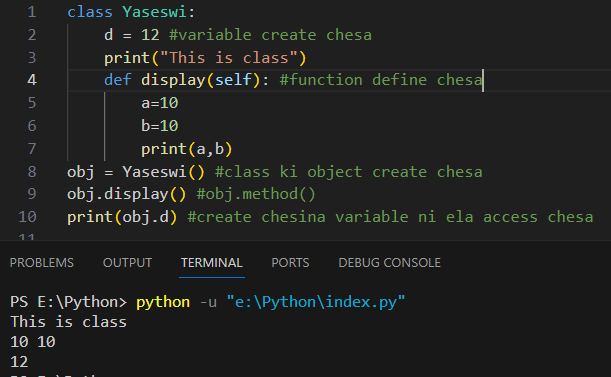 1 class Yaseswi:
2     d = 12 #variable create chesa
3     print("This is class")
4     def display(self): #function define chesa
5         a=10
6         b=10
7         print(a,b)
8 obj = Yaseswi() #class ki object create chesa
9 obj.display() #obj.method()
10 print(obj.d) #create chesina variable ni ela access chesa
11
PROBLEMS OUTPUT TERMINAL PORTS DEBUG CONSOLE
PS E:\Python> python -u "e:\Python\index.py"
This is class
10 10
12